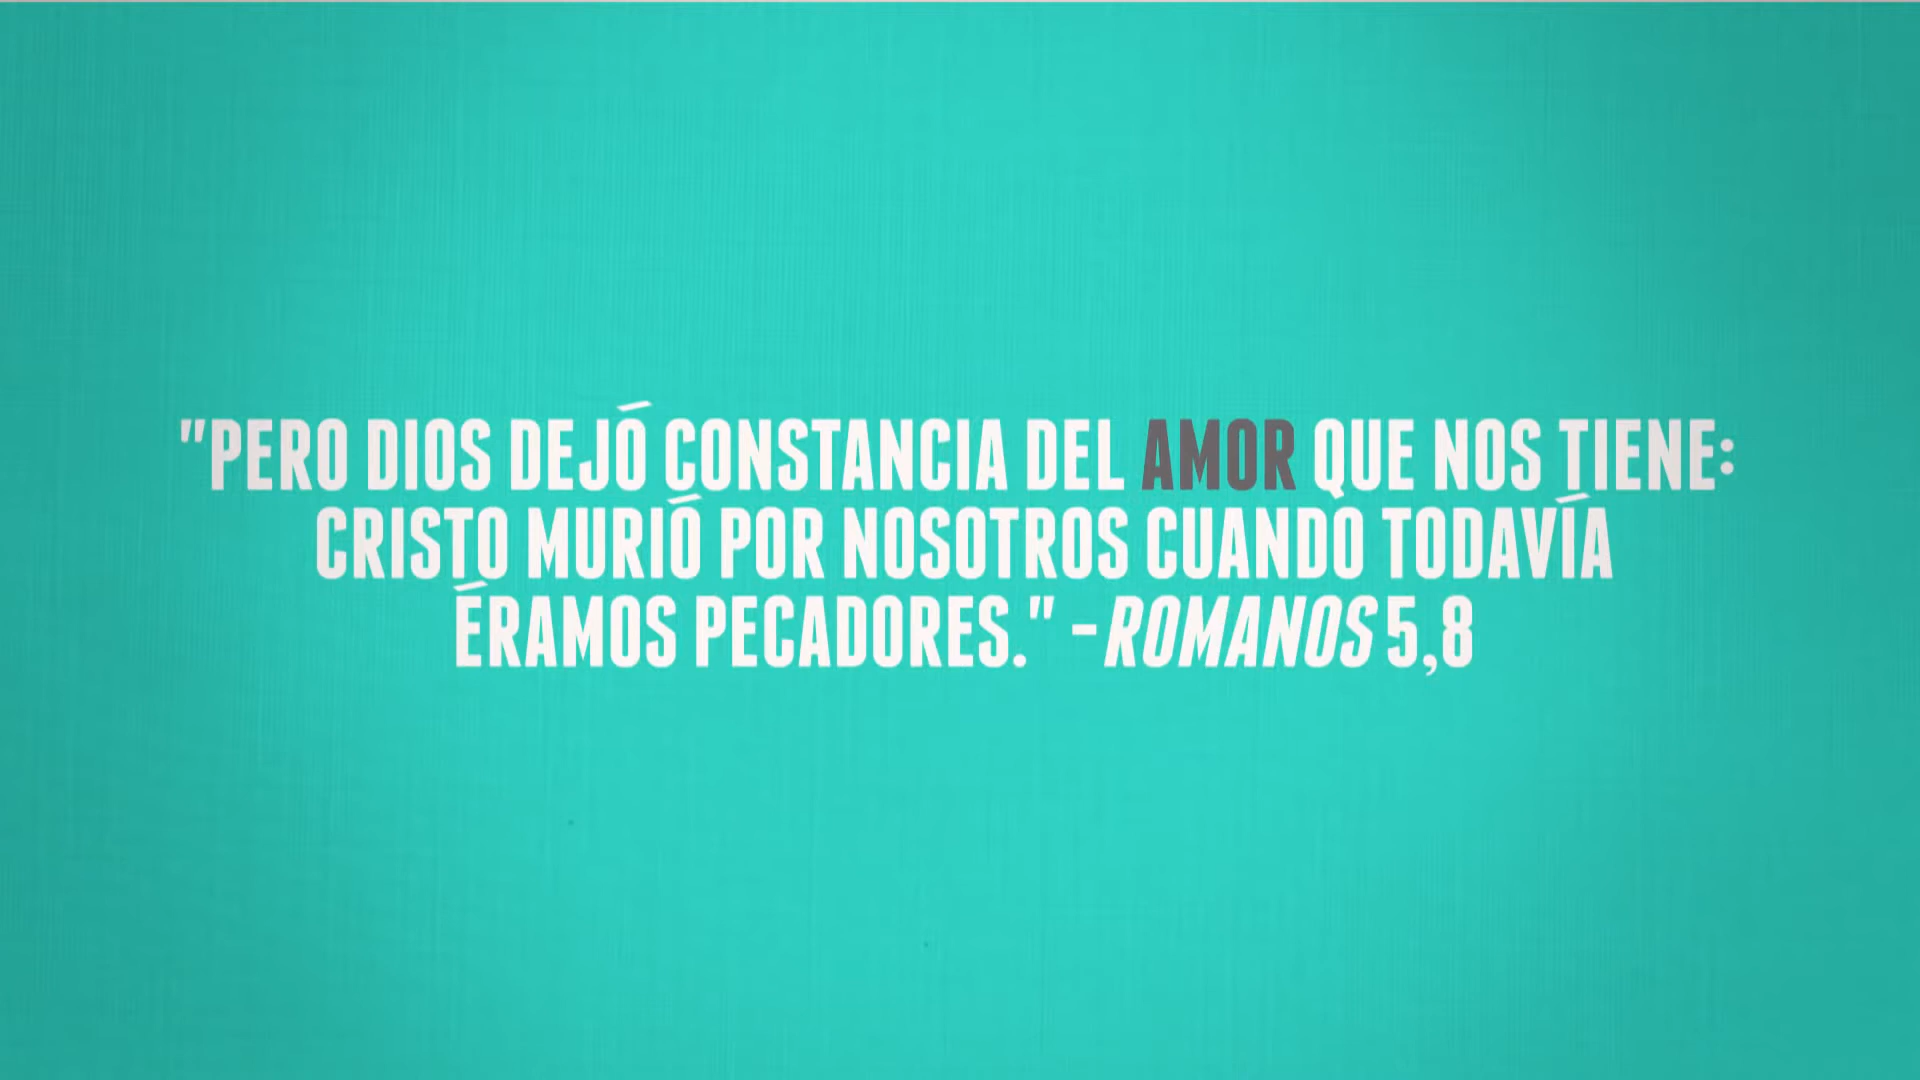 "PERO DIOS DEJÓ CONSTANCIA DEL AMOR QUE NOS TIENE:
CRISTO MURIÓ POR NOSOTROS CUANDO TODAVÍA
ÉRAMOS PECADORES." -ROMANOS 5,8